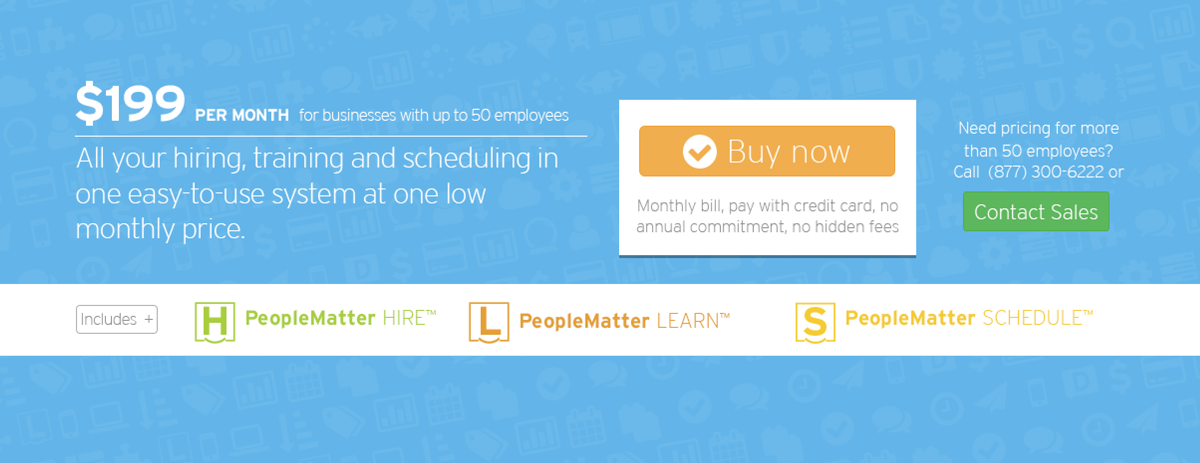 $199 PER MONTH for businesses with up to 50 employees
All your hiring, training and scheduling in
one easy-to-use system at one low
monthly price.
Buy now
Monthly bill, pay with credit card, no
annual commitment, no hidden fees
Need pricing for more
than 50 employees?
Call (877) 300-6222 or
Contact Sales
Includes +
H PeopleMatter HIRE™
L PeopleMatter LEARN™
S PeopleMatter SCHEDULE™